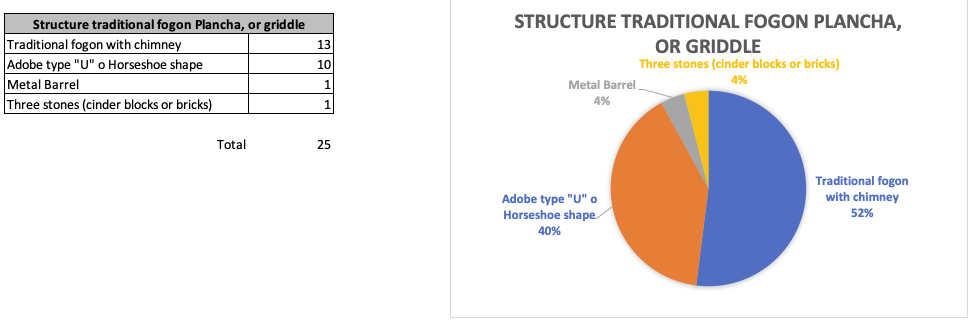 Structure traditional fogon Plancha, or griddle
Traditional fogon with chimney 13
Adobe type "U" o Horseshoe shape 10
Metal Barrel 1
Three stones (cinder blocks or bricks) 1
Total 25
STRUCTURE TRADITIONAL FOGON PLANCHA,
OR GRIDDLE
Three stones (cinder blocks or bricks)
4%
Metal Barrel
4%
Traditional fogon
with chimney
52%
Adobe type "U" o
Horseshoe shape
40%